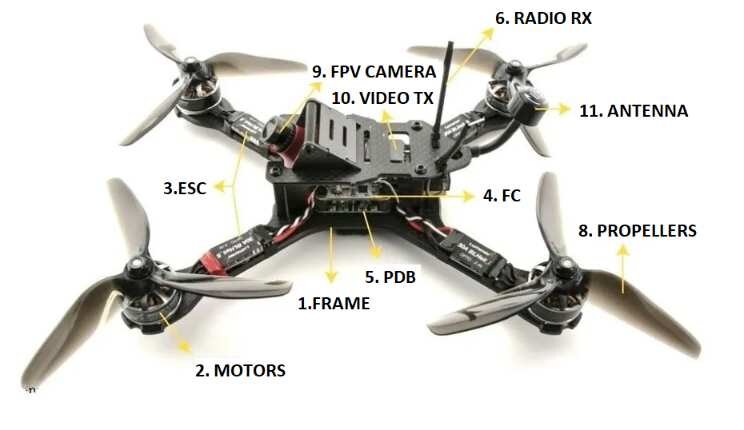 6. RADIO RX
9. FPV CAMERA
10. VIDEO TX
11. ANTENNA
3.ESC
4. FC
8. PROPELLERS
5. PDB
1.FRAME
2. MOTORS